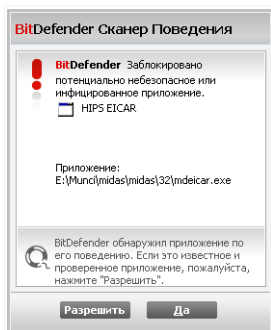 BitDefender Сканер Поведения
BitDefender Заблокировано
потенциально небезопасное или
инфицированное приложение.
HIPS EICAR
Приложение:
E:\Munci\midas\midas\32\mdeicar.exe
BitDefender обнаружил приложение по
его поведению. Если это известное и
проверенное приложение, пожалуйста,
нажмите "Разрешить".
Разрешить Да